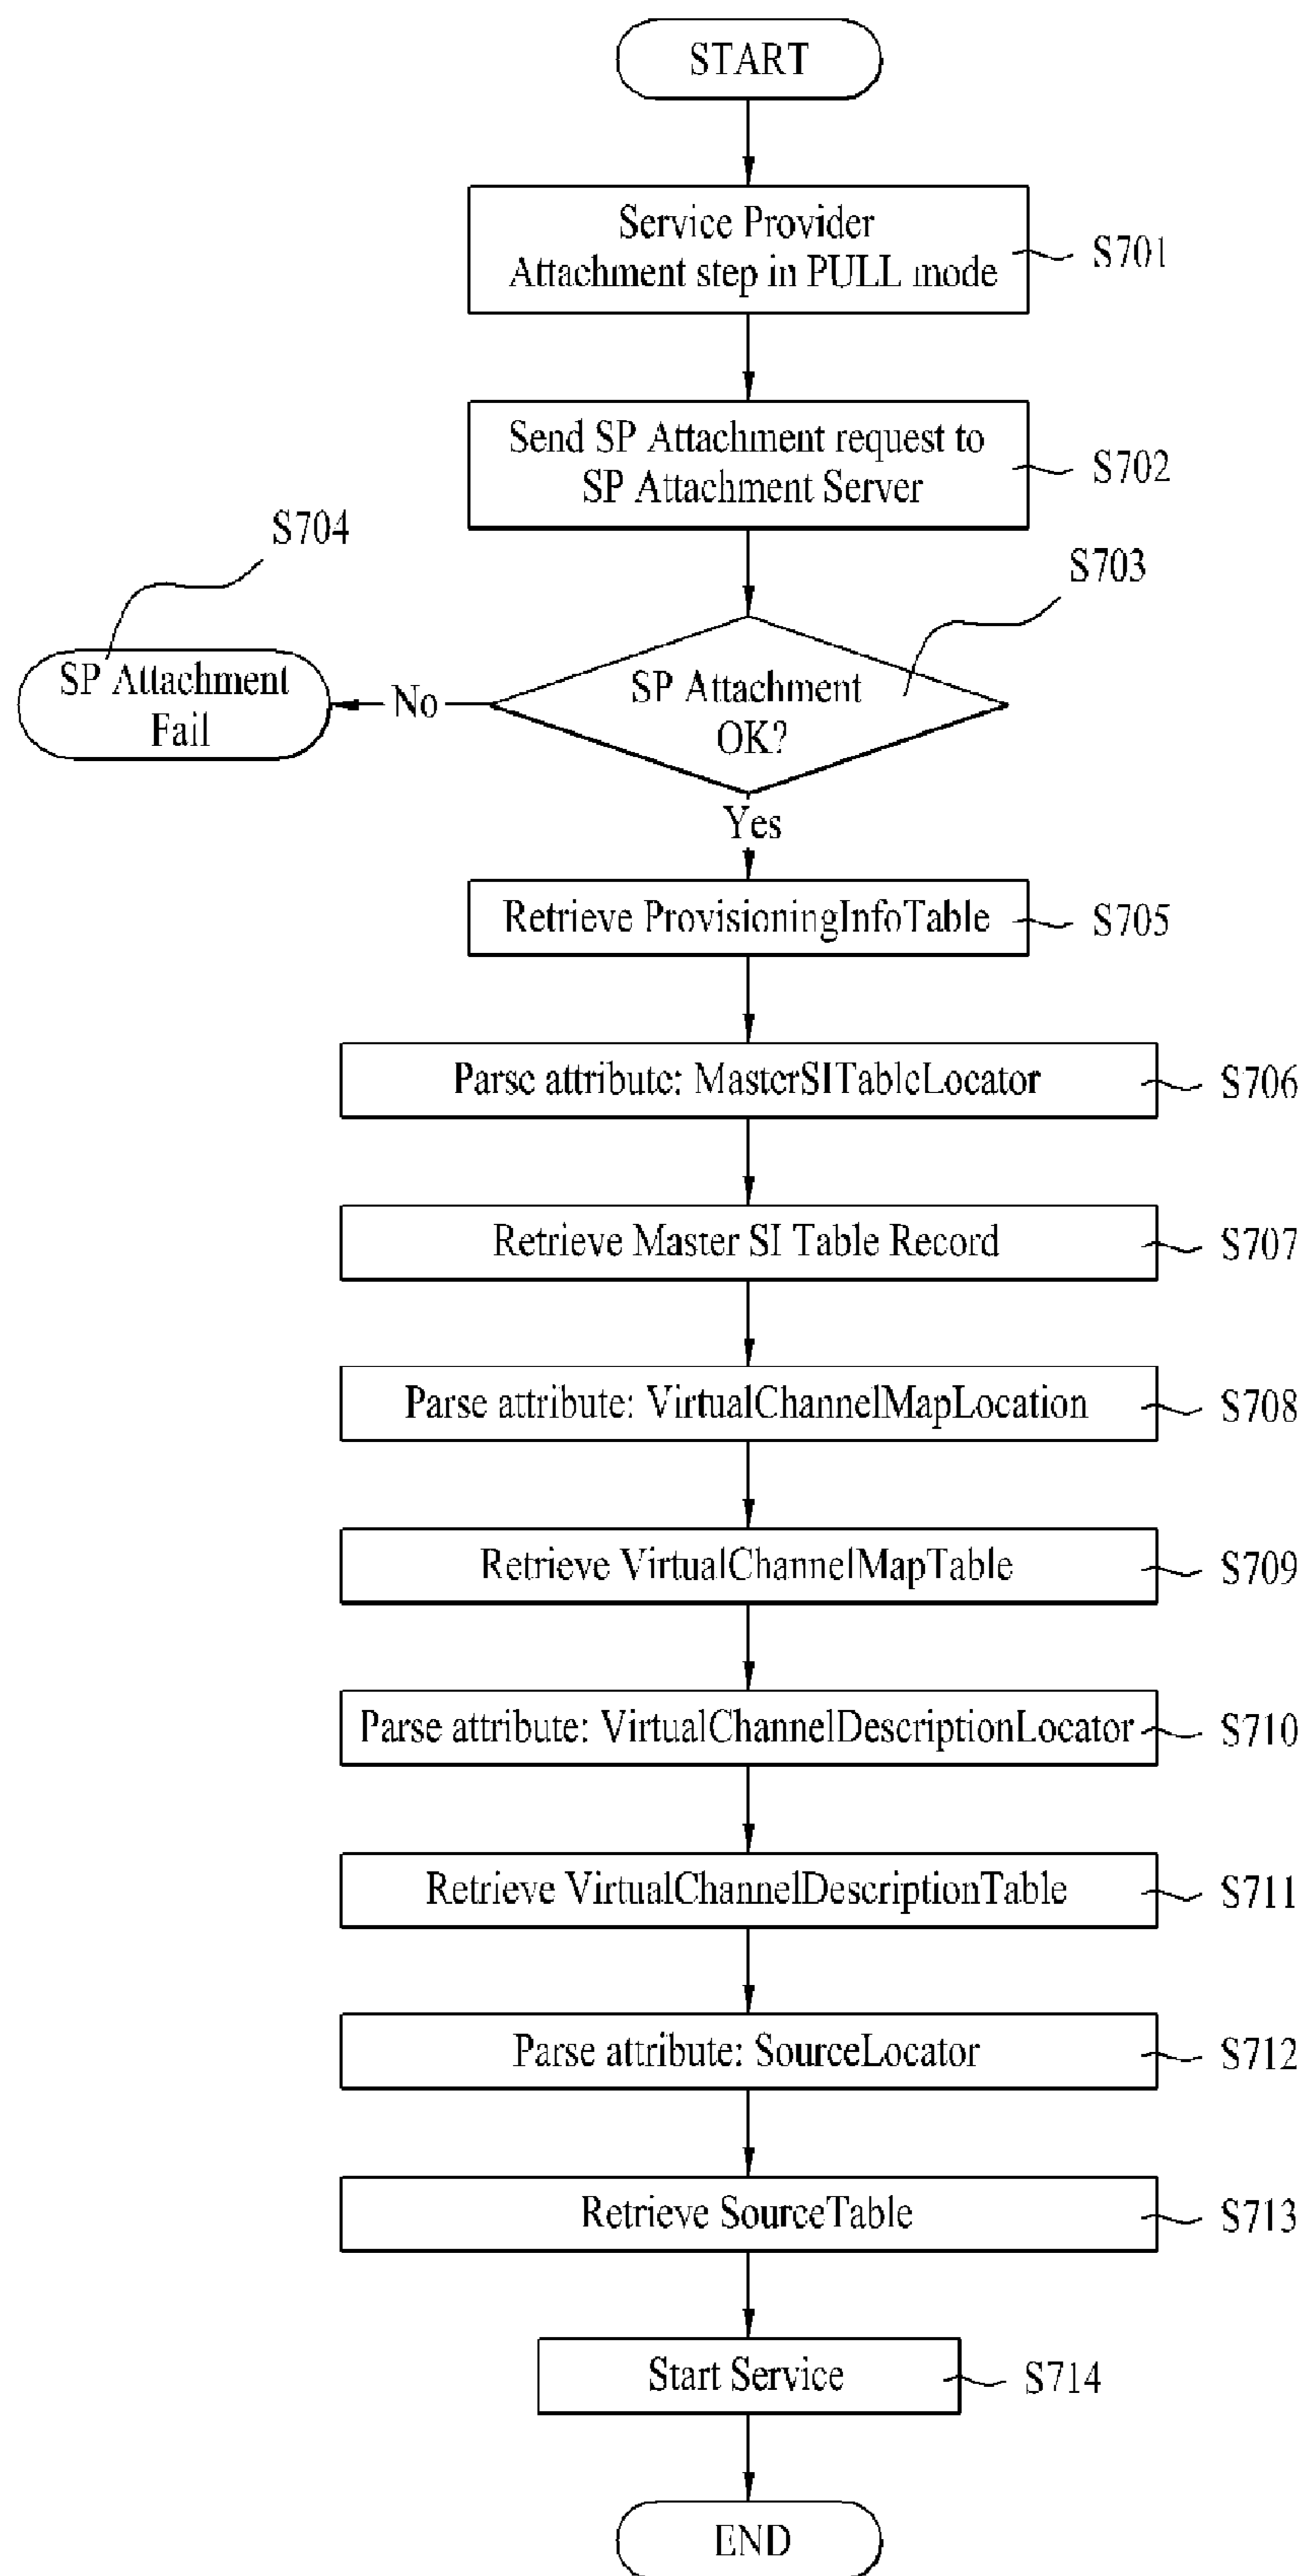 START
Service Provider
Attachment step in PULL mode
S701
Send SP Attachment request to
SP Attachment Server
S702
S704
S703
SP Attachment
Fail
No
SP Attachment
OK?
Yes
Retrieve ProvisioningInfoTable
S705
Parse attribute: MasterSITableLocator
S706
Retrieve Master SI Table Record
S707
Parse attribute: VirtualChannelMapLocation
S708
Retrieve VirtualChannelMapTable
S709
Parse attribute: VirtualChannelDescriptionLocator
S710
Retrieve VirtualChannelDescriptionTable
S711
Parse attribute: SourceLocator
S712
Retrieve SourceTable
S713
Start Service
S714
END